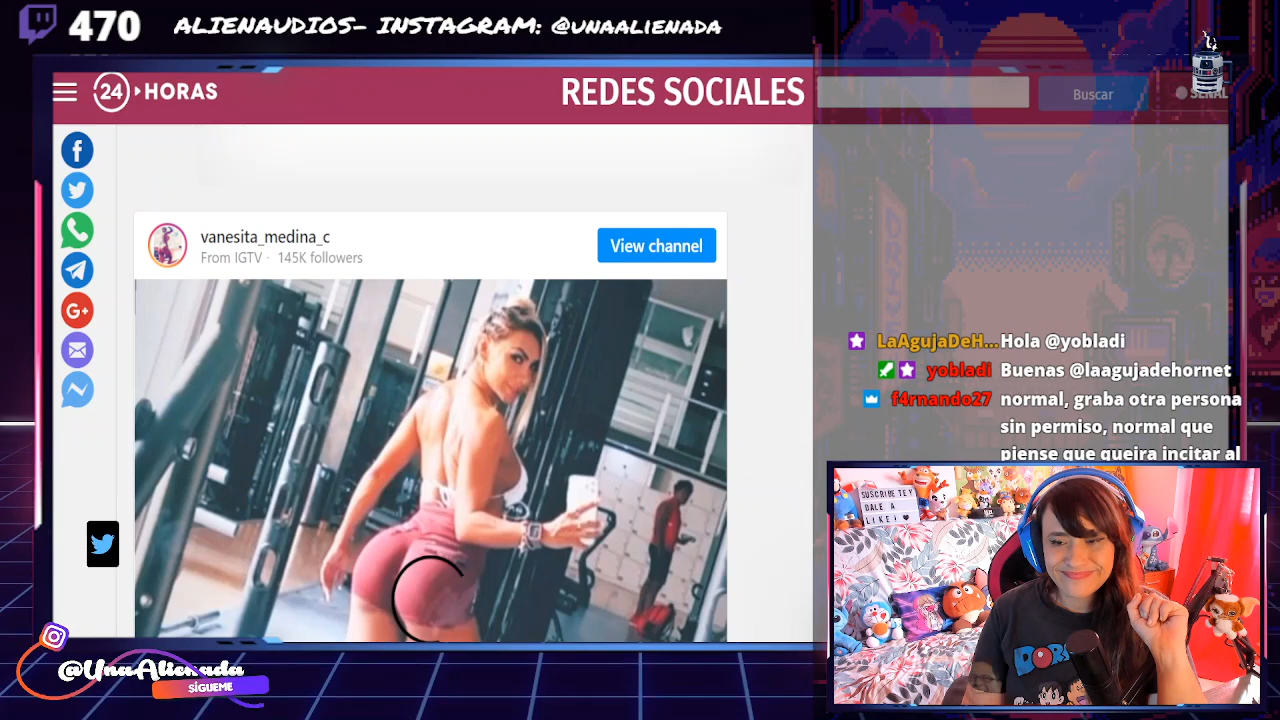 470
ALIENAUDIOS- INSTAGRAM: @UNAALIENADA
24 HORAS
REDES SOCIALES
Buscar
SEÑAL
vanesita_medina_c
From IGTV · 145K followers
View channel
LaAgujaDeH... Hola @yobladi
yobladi Buenas @laagujadehornet
f4rnando27 normal, graba otra persona
sin permiso, normal que
piense que queira incitar al
SUSCRIBETEY
DALE A
LIKE!
@UnaAlienada
SÍGUEME